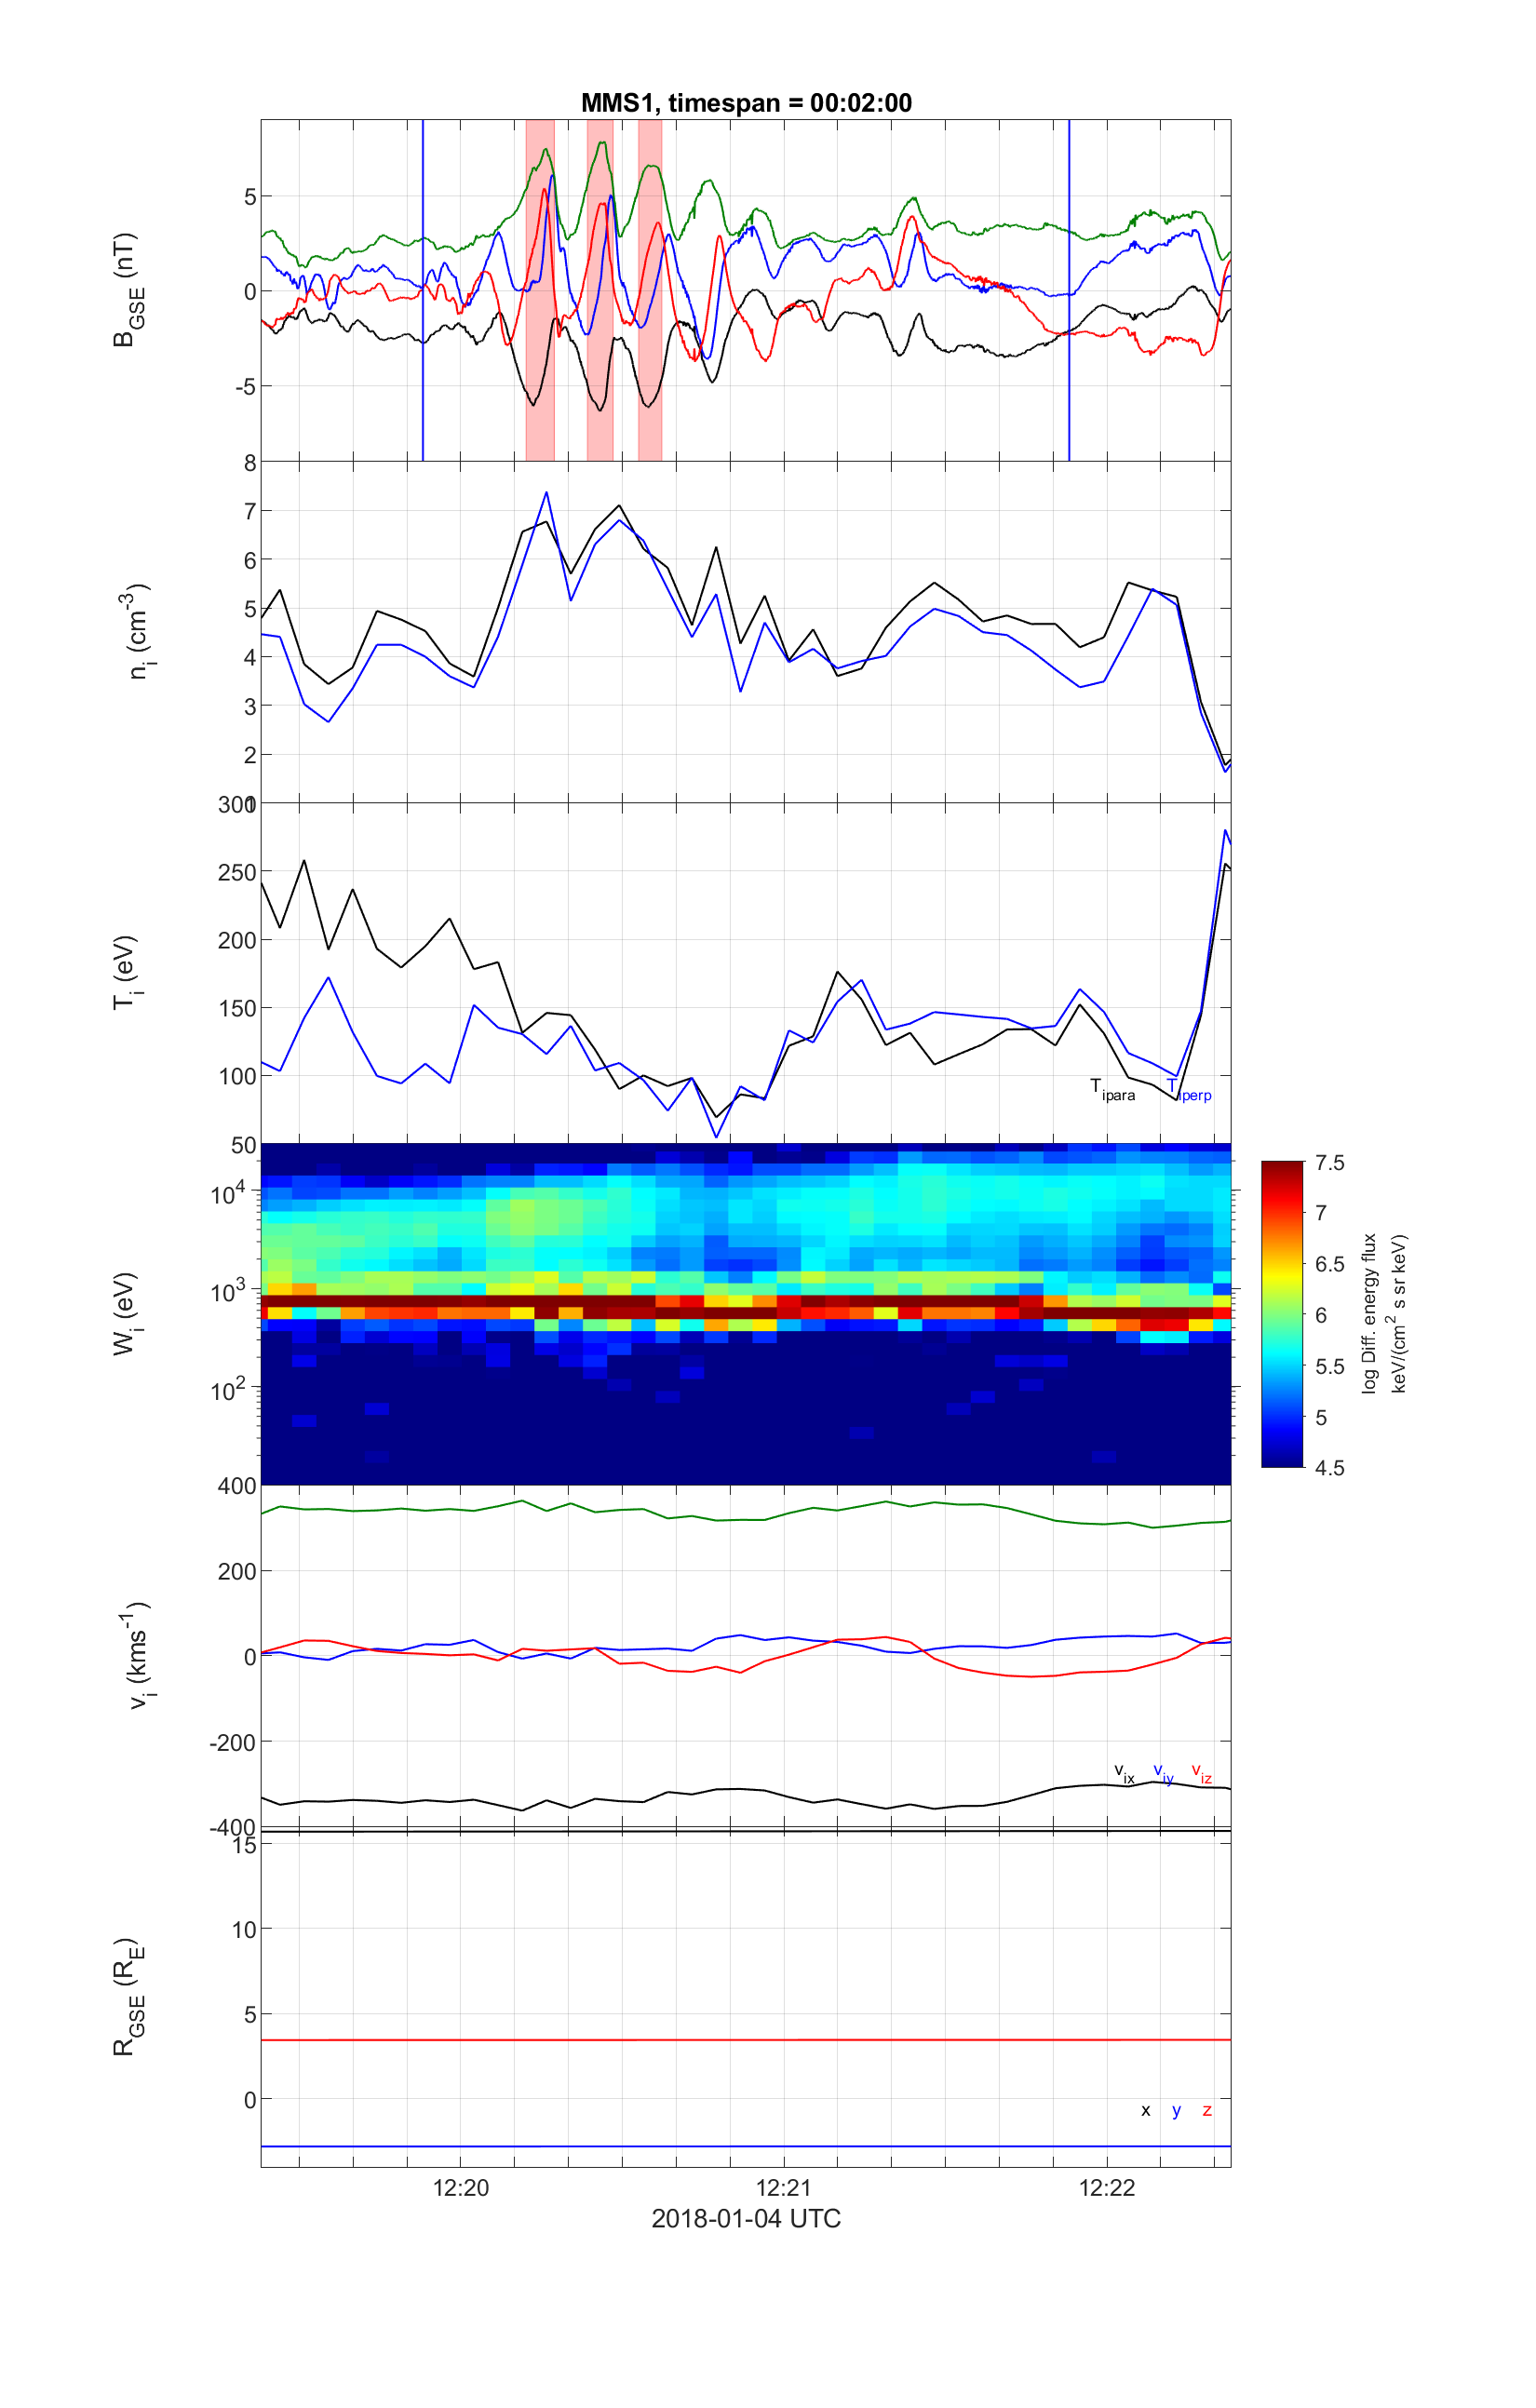 MMS1, timespan = 00:02:00
5
0
-5
B_GSE (nT)
8
7
6
5
4
3
2
1
n_i (cm^-3)
300
250
200
150
100
50
T_i (eV)
T_ipara T_iperp
10^4
10^3
10^2
W_i (eV)
7.5
7
6.5
6
5.5
5
4.5
log Diff. energy flux
keV/(cm^2 s sr keV)
400
200
0
-200
-400
v_i (kms^-1)
v_ix v_iy v_iz
15
10
5
0
R_GSE (R_E)
x y z
12:20 12:21 12:22
2018-01-04 UTC